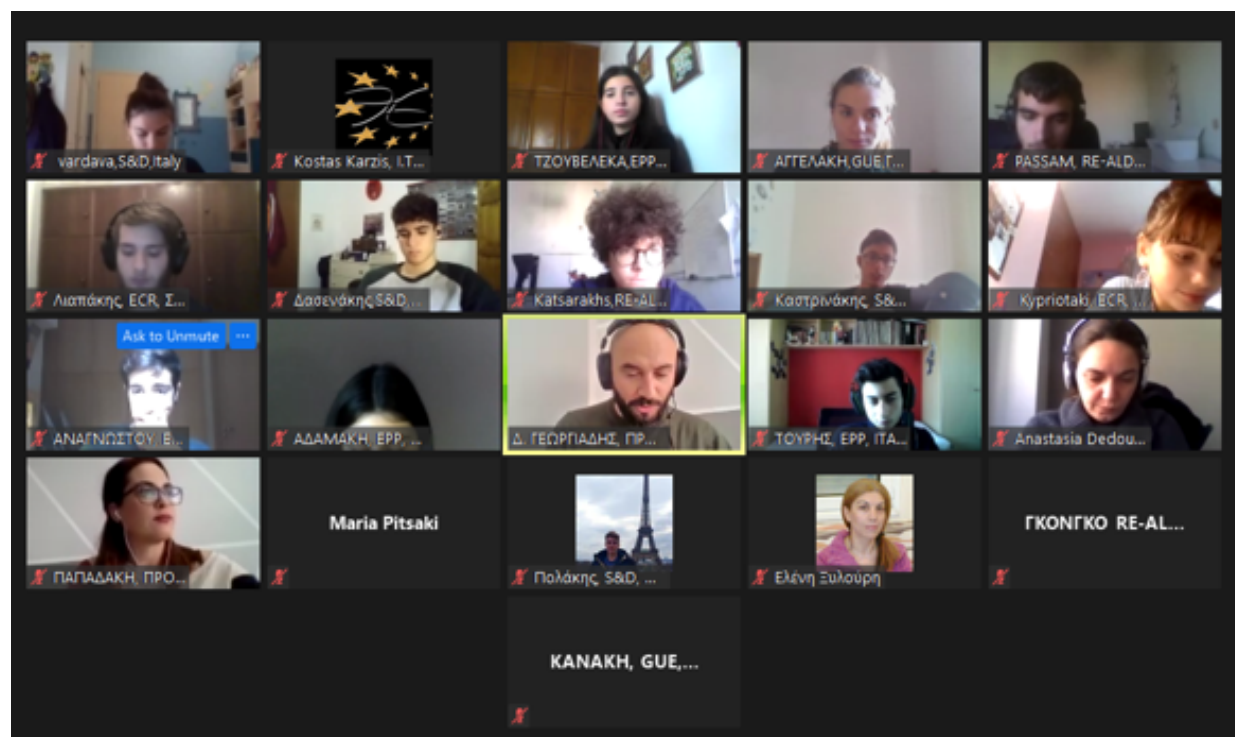 vardava,S&D,Italy
Kostas Karzis, I.T...
ΤΖΟΥΒΕΛΕΚΑ,EPP...
ΑΓΓΕΛΑΚΗ,GUE,Γ...
PASSAM, RE-ALD...
Λιαπάκης, ECR, Σ...
Δασενάκης,S&D,...
Katsarakhs,RE-AL...
Καστρινάκης, S&...
Kypriotaki ,ECR, ...
Ask to Unmute ...
ΑΝΑΓΝΩΣΤΟΥ, E...
ΑΔΑΜΑΚΗ, EPP, ...
Δ. ΓΕΩΡΓΙΑΔΗΣ, ΠΡ...
ΤΟΥΡΗΣ, EPP, ITA...
Anastasia Dedou...
ΠΑΠΑΔΑΚΗ, ΠΡΟ...
Maria Pitsaki
Πολάκης, S&D, ...
Ελένη Ξυλούρη
ΓΚΟΝΓΚΟ RE-AL...
ΚΑΝΑΚΗ, GUE,...